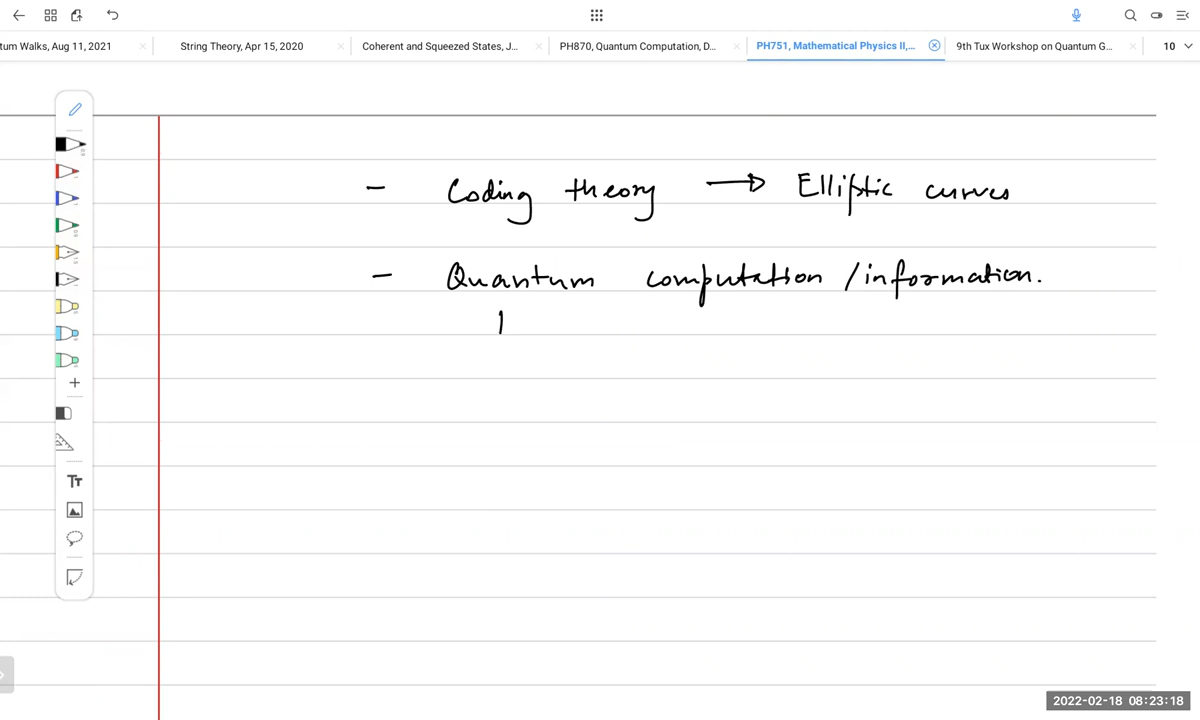 tum Walks, Aug 11, 2021 String Theory, Apr 15, 2020 Coherent and Squeezed States, J... PH870, Quantum Computation, D... PH751, Mathematical Physics II,... 9th Tux Workshop on Quantum G... 10
- Coding theory → Elliptic curves
- Quantum computation / information.
Tт
2022-02-18 08:23:18